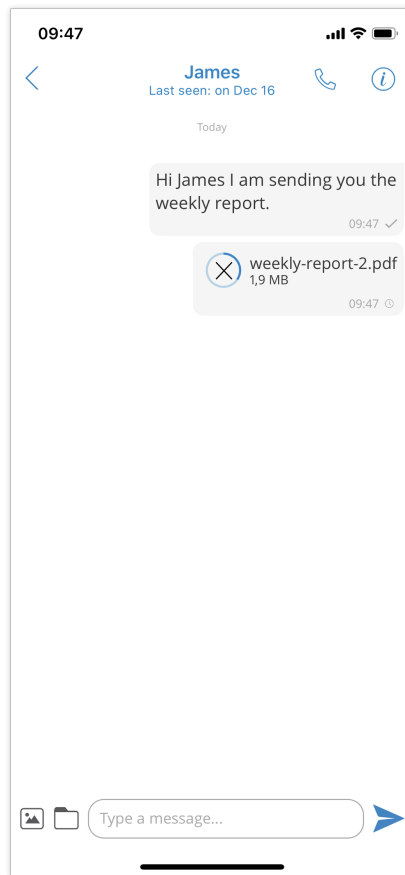 09:47
James
Last seen: on Dec 16
Today
Hi James I am sending you the
weekly report.
09:47
weekly-report-2.pdf
1,9 MB
09:47
Type a message...